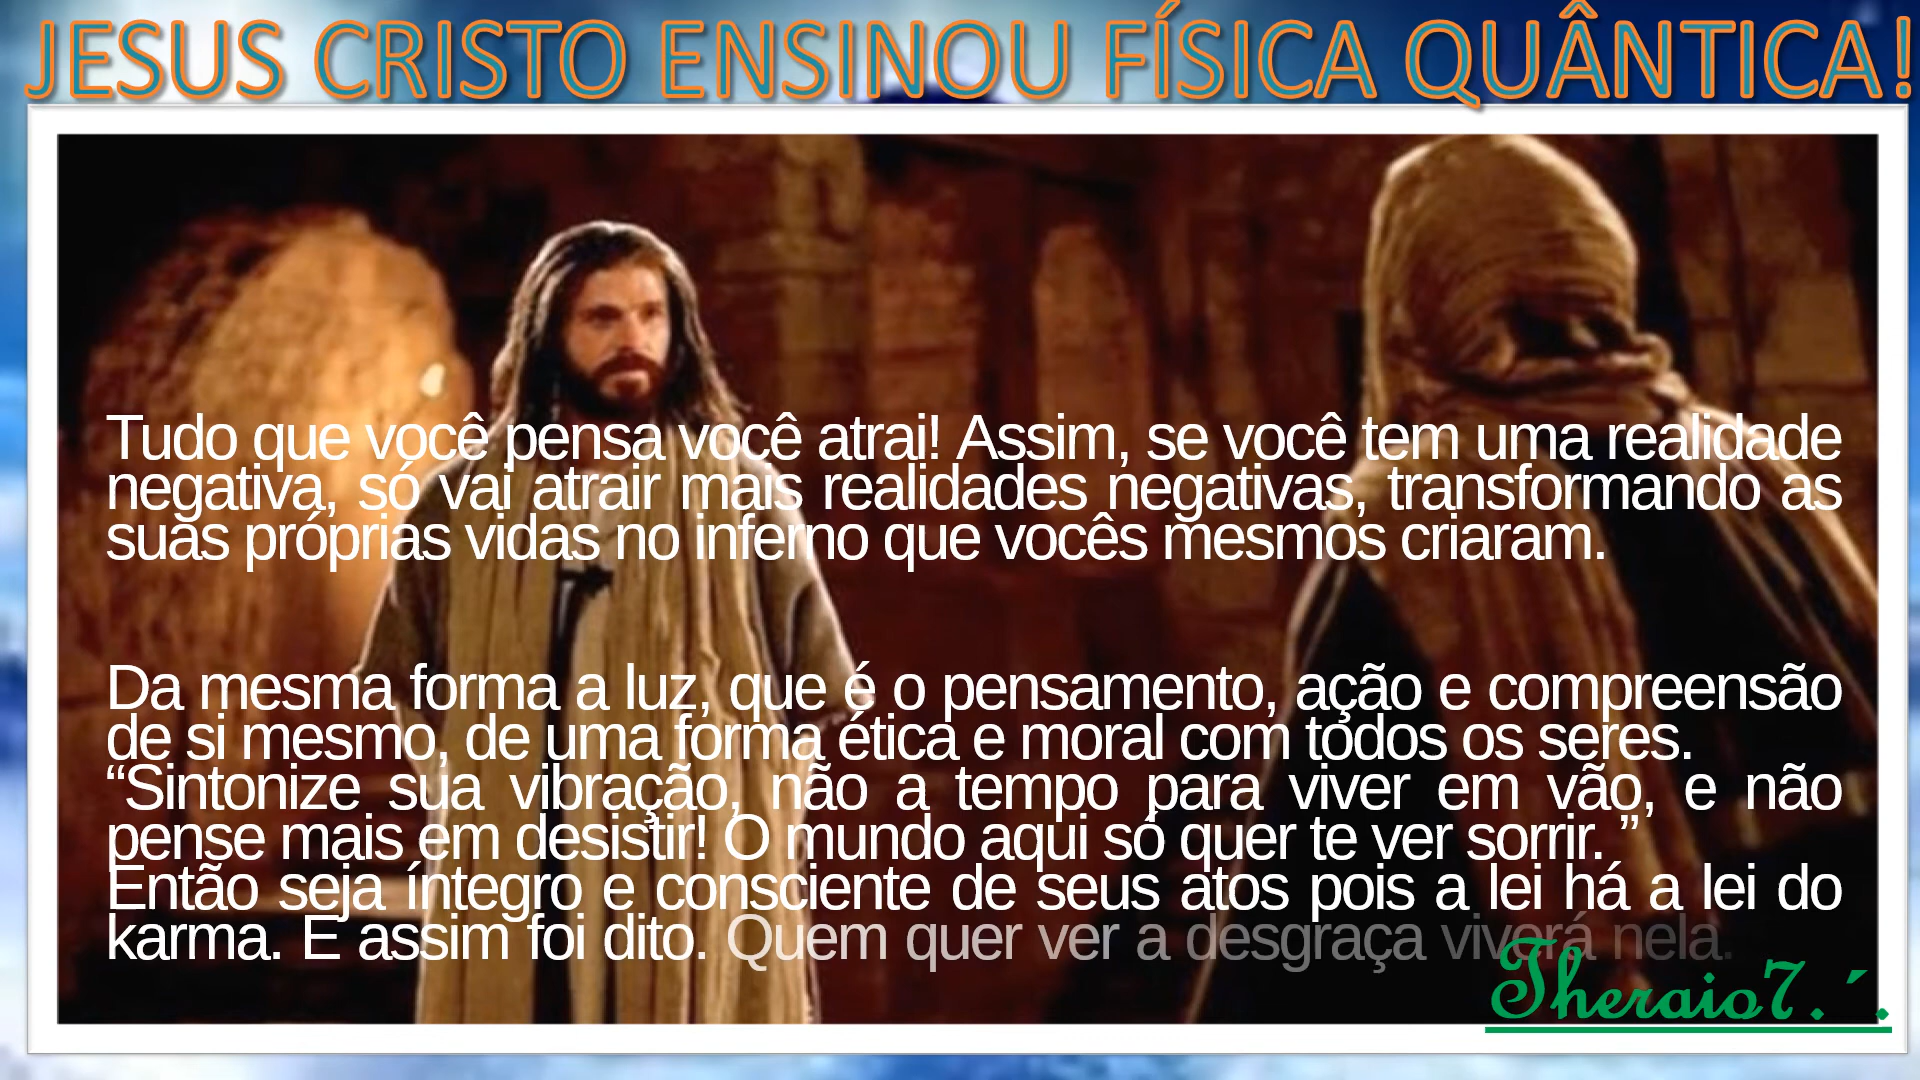 JESUS CRISTO ENSINOU FÍSICA QUÂNTICA!
Tudo que você pensa você atrai! Assim, se você tem uma realidade
negativa, só vai atrair mais realidades negativas, transformando as
suas próprias vidas no inferno que vocês mesmos criaram.
Da mesma forma a luz, que é o pensamento, ação e compreensão
de si mesmo, de uma forma ética e moral com todos os seres.
“Sintonize sua vibração, não a tempo para viver em vão, e não
pense mais em desistir! O mundo aqui só quer te ver sorrir.”
Então seja íntegro e consciente de seus atos pois a lei há a lei do
karma. E assim foi dito. Quem quer ver a desgraça viverá nela.
Theraio7.´.